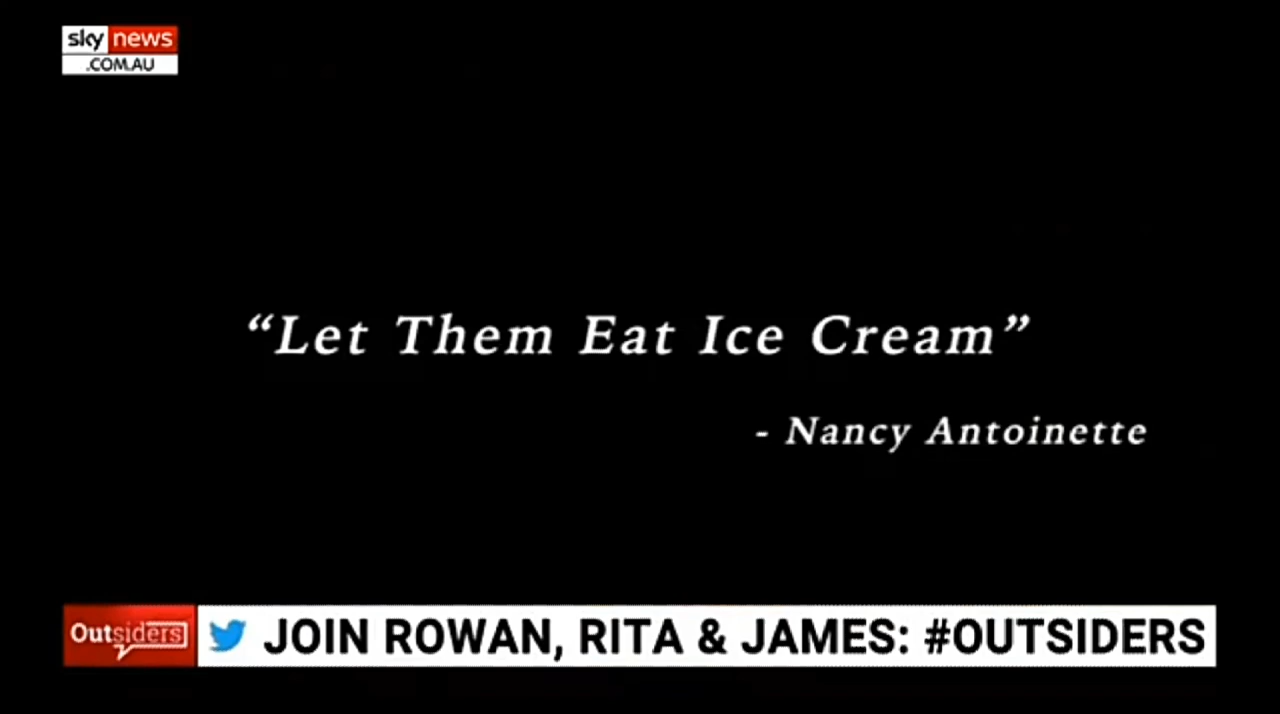 sky news
.COM.AU
“Let Them Eat Ice Cream”
- Nancy Antoinette
Outsiders
JOIN ROWAN, RITA & JAMES: #OUTSIDERS